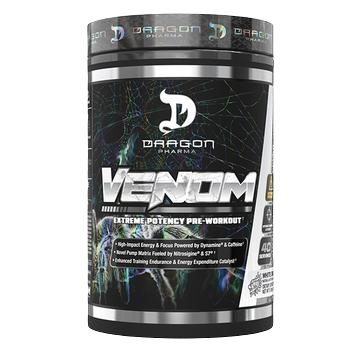 DRAGON
PHARMA
DRAGON
PHARMA
VENOM
EXTREME POTENCY PRE-WORKOUT
• High-Impact Energy & Focus Powered by Dynamine® & Caffeine
• Novel Pump Matrix Fueled by Nitrosigine® & S7®
• Enhanced Training Endurance & Energy Expenditure Catalyst
40
SERVINGS